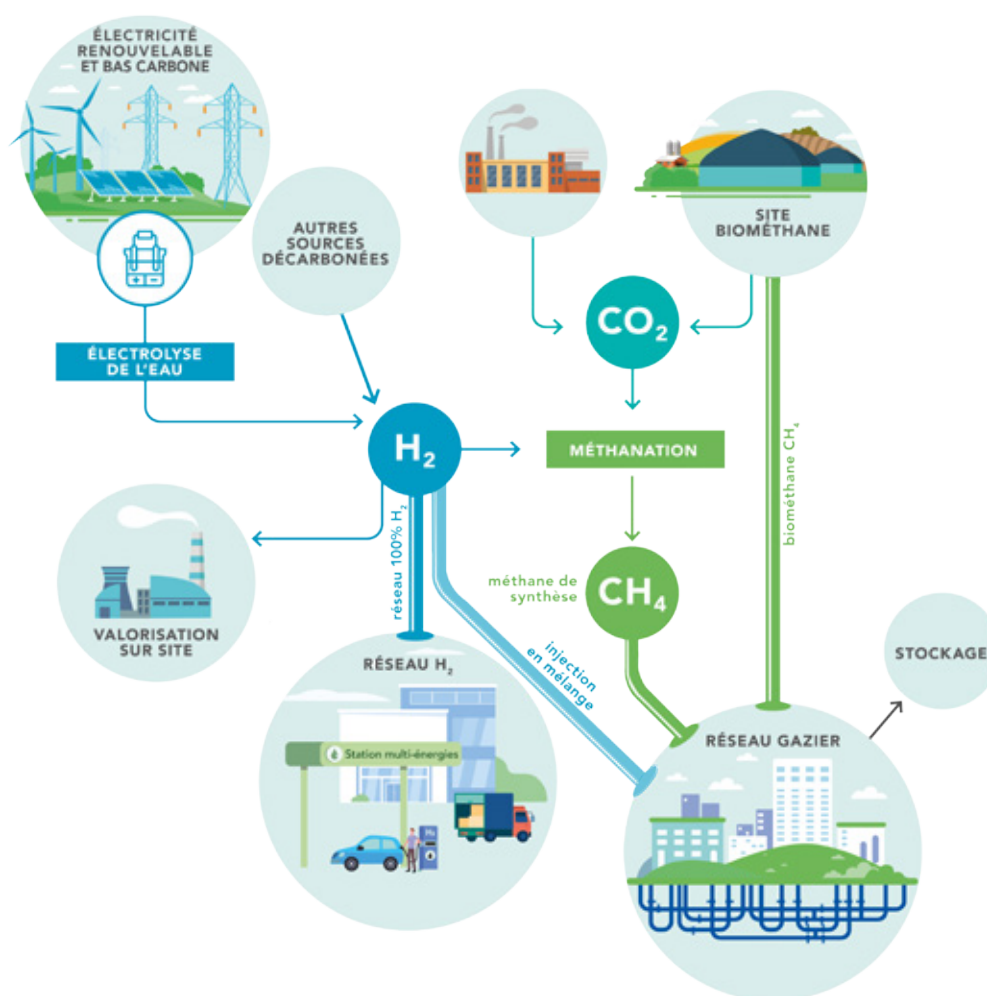 ÉLECTRICITÉ
RENOUVELABLE
ET BAS CARBONE
AUTRES
SOURCES
DÉCARBONÉES
SITE
BIOMÉTHANE
CO₂
ÉLECTROLYSE
DE L'EAU
H₂
MÉTHANATION
biométhane CH₄
réseau 100% H₂
méthane de
synthèse
CH₄
VALORISATION
SUR SITE
injection
en mélange
STOCKAGE
RÉSEAU H₂
Station multi-énergies
H₂
RÉSEAU GAZIER